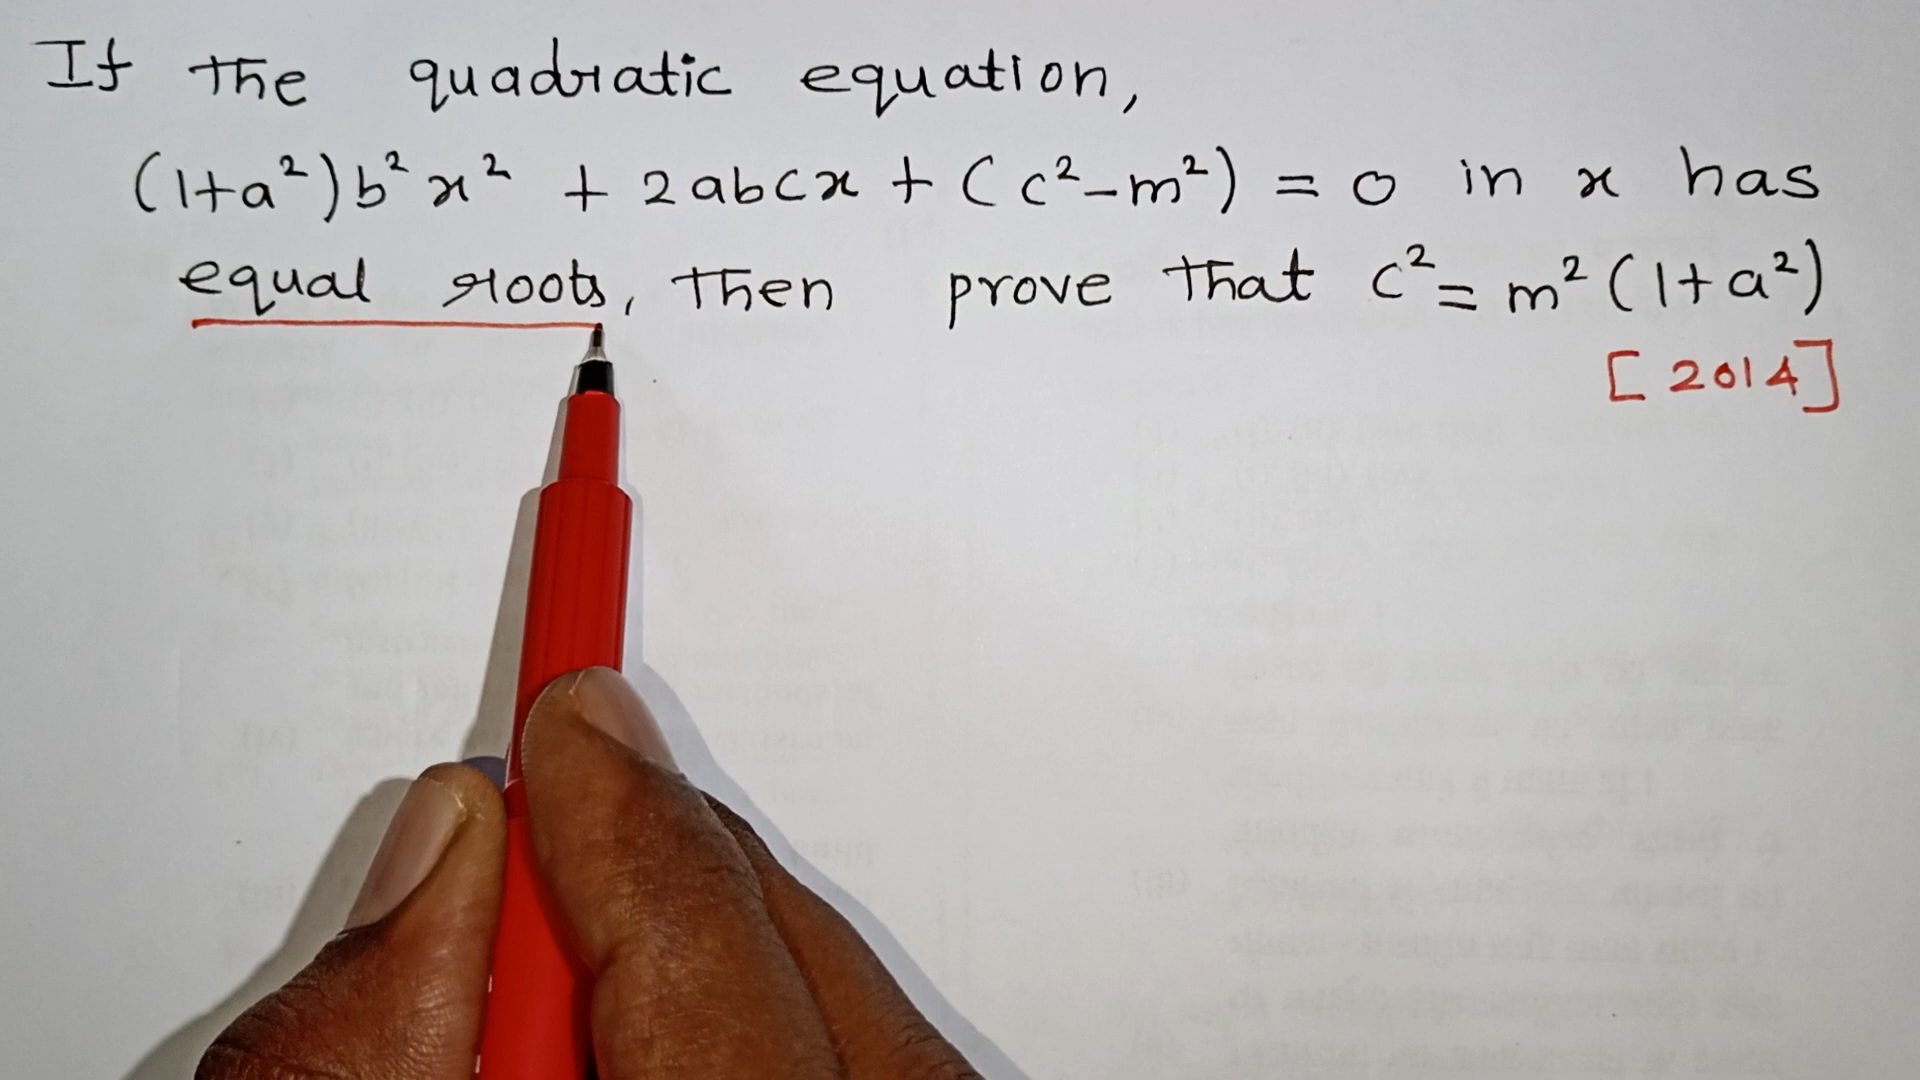 If the quadratic equation,
(1+a²)b²x² + 2abcx + (c²-m²) = 0 in x has
equal roots, then prove that c² = m²(1+a²)
[2014]